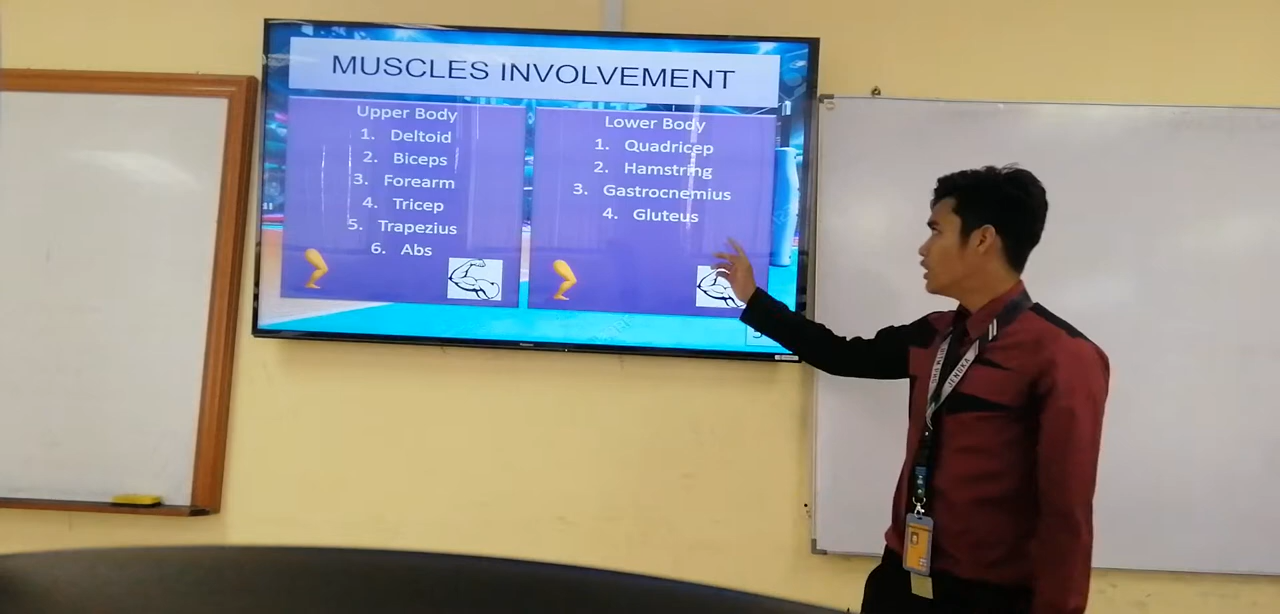 MUSCLES INVOLVEMENT
Upper Body
1. Deltoid
2. Biceps
3. Forearm
4. Tricep
5. Trapezius
6. Abs
Lower Body
1. Quadricep
2. Hamstring
3. Gastrocnemius
4. Gluteus
JENGKA